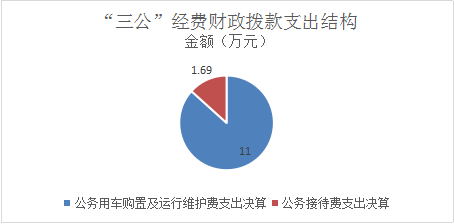 “三公”经费财政拨款支出结构
金额（万元）
1.69
11
公务用车购置及运行维护费支出决算 公务接待费支出决算